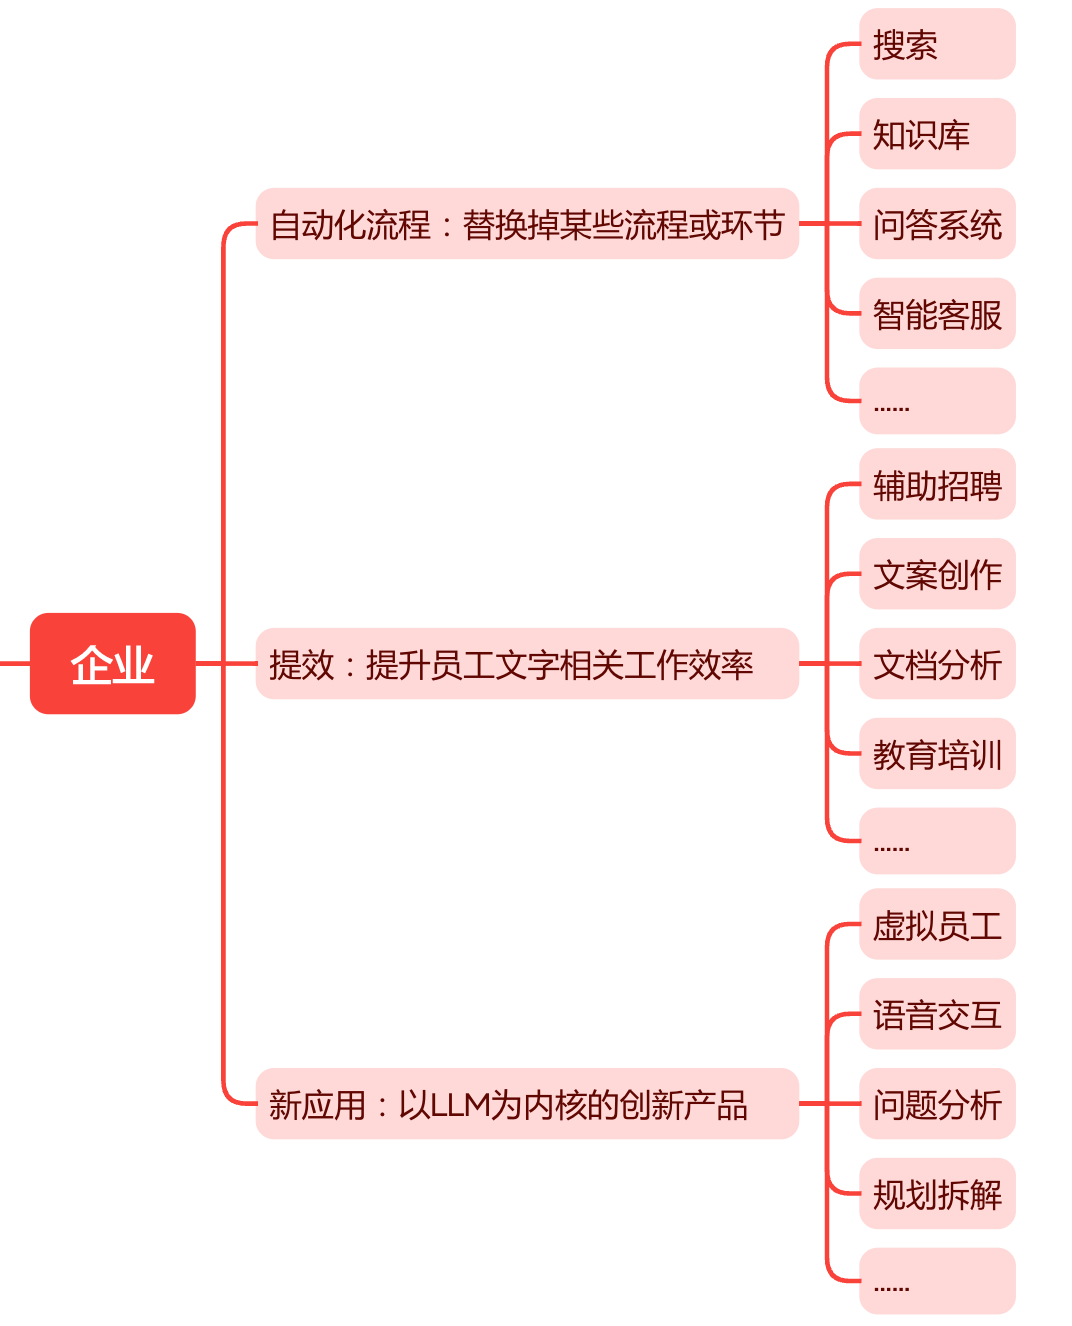 企业
自动化流程：替换掉某些流程或环节
搜索
知识库
问答系统
智能客服
……
提效：提升员工文字相关工作效率
辅助招聘
文案创作
文档分析
教育培训
……
新应用：以LLM为内核的创新产品
虚拟员工
语音交互
问题分析
规划拆解
……